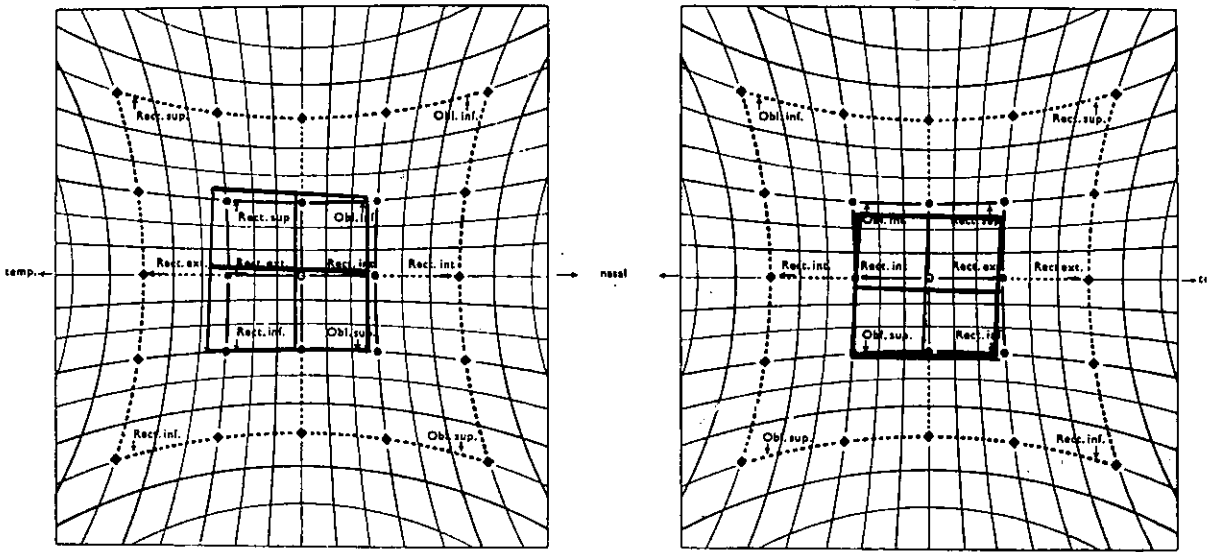 Rect. sup.
Obl. inf.
Rect. sup
Obl. inf
temp.
Rect. ext.
Rect. ext.
Rect. int.
Rect. inf.
Obl. sup.
Rect. inf.
Obl. sup.
nasal
Obl. inf.
Rect. sup.
Obl. inf.
Rect. sup
Rect. int.
Rect. int
Rect. ext.
Rect. ext.
Obl. sup.
Rect. inf
Obl. sup.
Rect. inf.